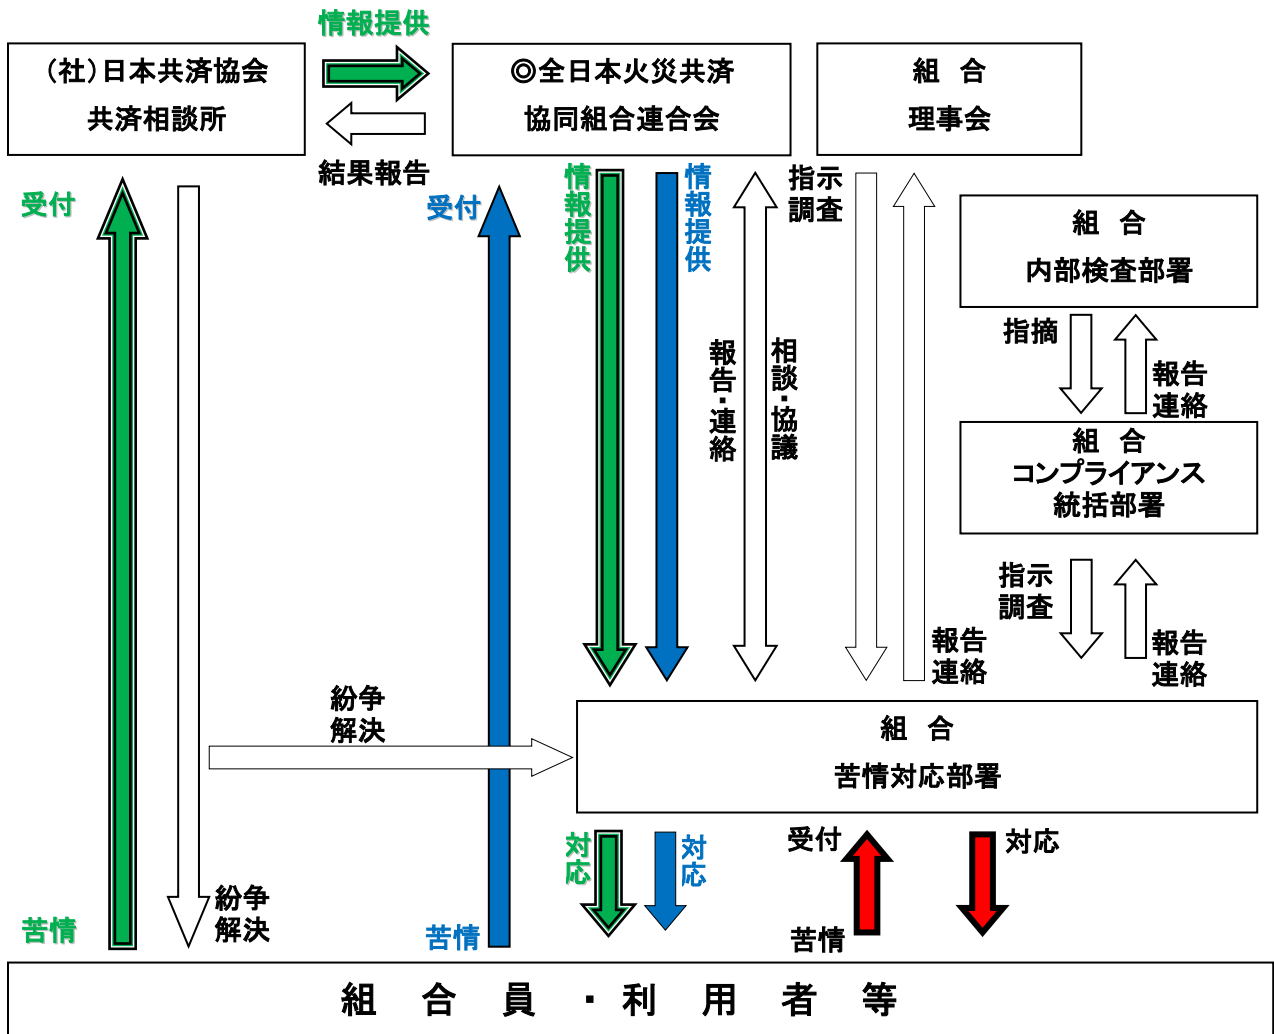 情報提供
（社）日本共済協会
共済相談所
◎全日本火災共済
協同組合連合会
組　合
理事会
結果報告
受付
受付
情報提供
情報提供
指示
調査
組　合
内部検査部署
指摘
報告
連絡
報告・連絡
相談・協議
組　合
コンプライアンス
統括部署
指示
調査
報告
連絡
報告
連絡
紛争
解決
組　合
苦情対応部署
対応
対応
受付
対応
紛争
解決
苦情
苦情
苦情
組　合　員　・　利　用　者　等